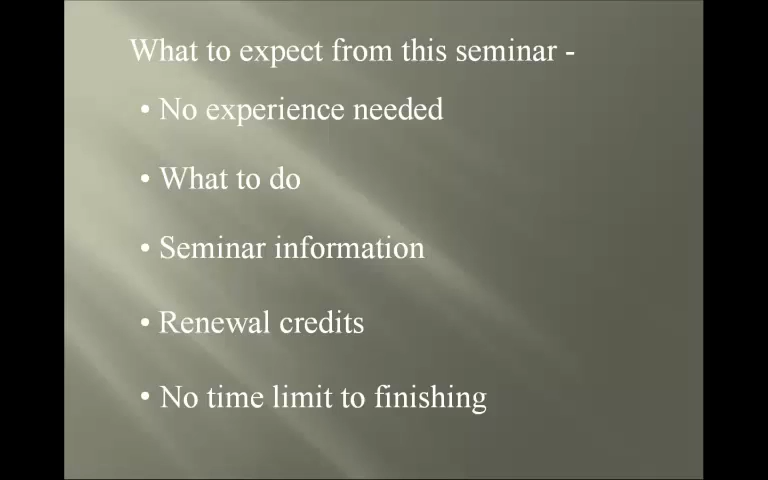 What to expect from this seminar -
• No experience needed
• What to do
• Seminar information
• Renewal credits
• No time limit to finishing